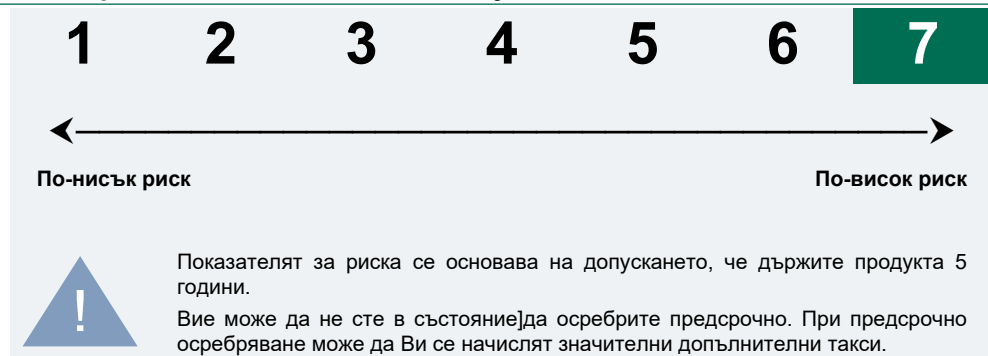 1 2 3 4 5 6 7
По-нисък риск По-висок риск
!
Показателят за риска се основава на допускането, че държите продукта 5
години.
Вие може да не сте в състояние]да осребрите предсрочно. При предсрочно
осребряване може да Ви се начислят значителни допълнителни такси.